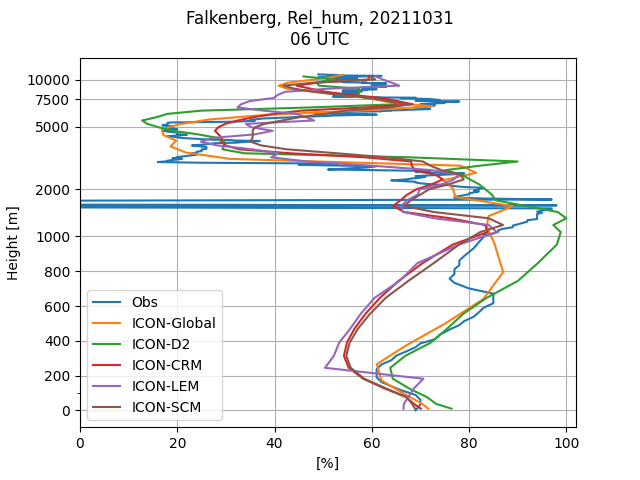 Falkenberg, Rel_hum, 20211031
06 UTC
Height [m]
10000
7500
5000
2000
1000
800
600
400
200
0
Obs
ICON-Global
ICON-D2
ICON-CRM
ICON-LEM
ICON-SCM
0 20 40 60 80 100
[%]